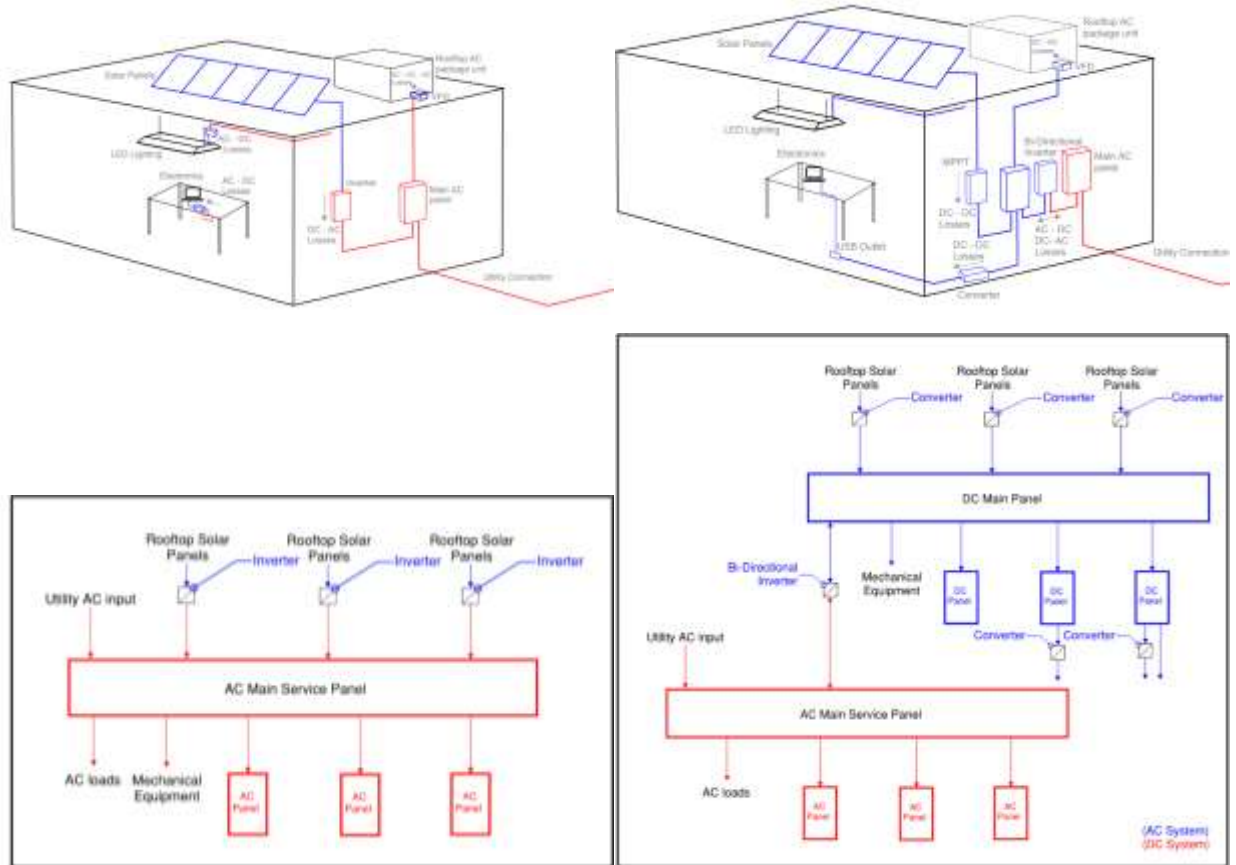 Solar Panels
Rooftop AC
package unit
VFD
LED Lighting
AC - DC
Losses
Electronics
AC - DC
Losses
Inverter
Main AC
panel
DC - AC
Losses
Utility Connection
Solar Panels
Rooftop AC
package unit
VFD
LED Lighting
Electronics
MPPT
Bi-Directional
Inverter
Main AC
panel
DC - DC
Losses
AC - DC
DC - AC
Losses
USB Outlet
DC - DC
Losses
Converter
Utility Connection
Rooftop Solar
Panels
Inverter
Rooftop Solar
Panels
Inverter
Rooftop Solar
Panels
Inverter
Utility AC input
AC Main Service Panel
AC loads
Mechanical
Equipment
AC
Panel
AC
Panel
AC
Panel
Rooftop Solar
Panels
Converter
Rooftop Solar
Panels
Converter
Rooftop Solar
Panels
Converter
DC Main Panel
Bi-Directional
Inverter
Mechanical
Equipment
DC
Panel
DC
Panel
DC
Panel
Converter
Converter
Utility AC input
AC Main Service Panel
AC loads
AC
Panel
AC
Panel
AC
Panel
(AC System)
(DC System)